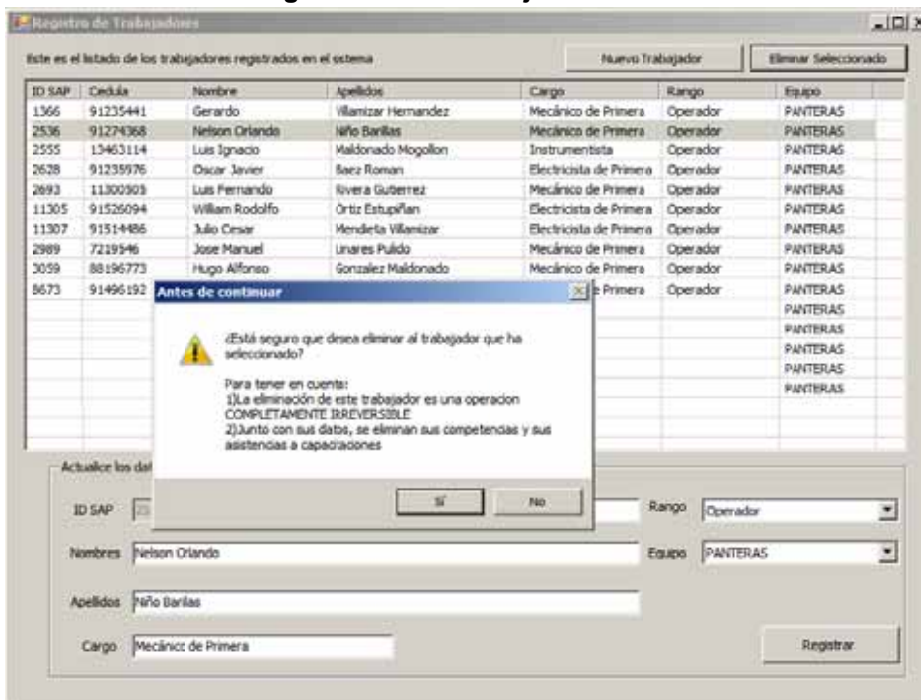 Registro de Trabajadores
Este es el listado de los trabajadores registrados en el sistema
Nuevo Trabajador
Eliminar Seleccionado
ID SAP Cedula Nombre Apellidos Cargo Rango Equipo
1366 91235441 Gerardo Villamizar Hernandez Mecánico de Primera Operador PANTERAS
2536 91274368 Nelson Orlando Niño Barillas Mecánico de Primera Operador PANTERAS
2555 13463114 Luis Ignacio Maldonado Mogollon Instrumentista Operador PANTERAS
2628 91235976 Oscar Javier Baez Roman Electricista de Primera Operador PANTERAS
2693 11300505 Luis Fernando Rivera Gutierrez Mecánico de Primera Operador PANTERAS
11305 91526094 William Rodolfo Ortiz Estupiñan Electricista de Primera Operador PANTERAS
11307 91514486 Julio Cesar Mendieta Villamizar Electricista de Primera Operador PANTERAS
2989 7219546 Jose Manuel Linares Pulido Mecánico de Primera Operador PANTERAS
3059 88196773 Hugo Alfonso Gonzalez Maldonado Mecánico de Primera Operador PANTERAS
8673 91496192 Primera Operador PANTERAS
PANTERAS
PANTERAS
PANTERAS
PANTERAS
PANTERAS
Antes de continuar
¿Está seguro que desea eliminar al trabajador que ha
seleccionado?
Para tener en cuenta:
1)La eliminación de este trabajador es una operacion
COMPLETAMENTE IRREVERSIBLE
2)Junto con sus datos, se eliminan sus competencias y sus
asistencias a capacitaciones
Sí
No
Actualice los
ID SAP
Rango Operador
Nombres Nelson Orlando
Equipo PANTERAS
Apellidos Niño Barillas
Cargo Mecánico de Primera
Registrar